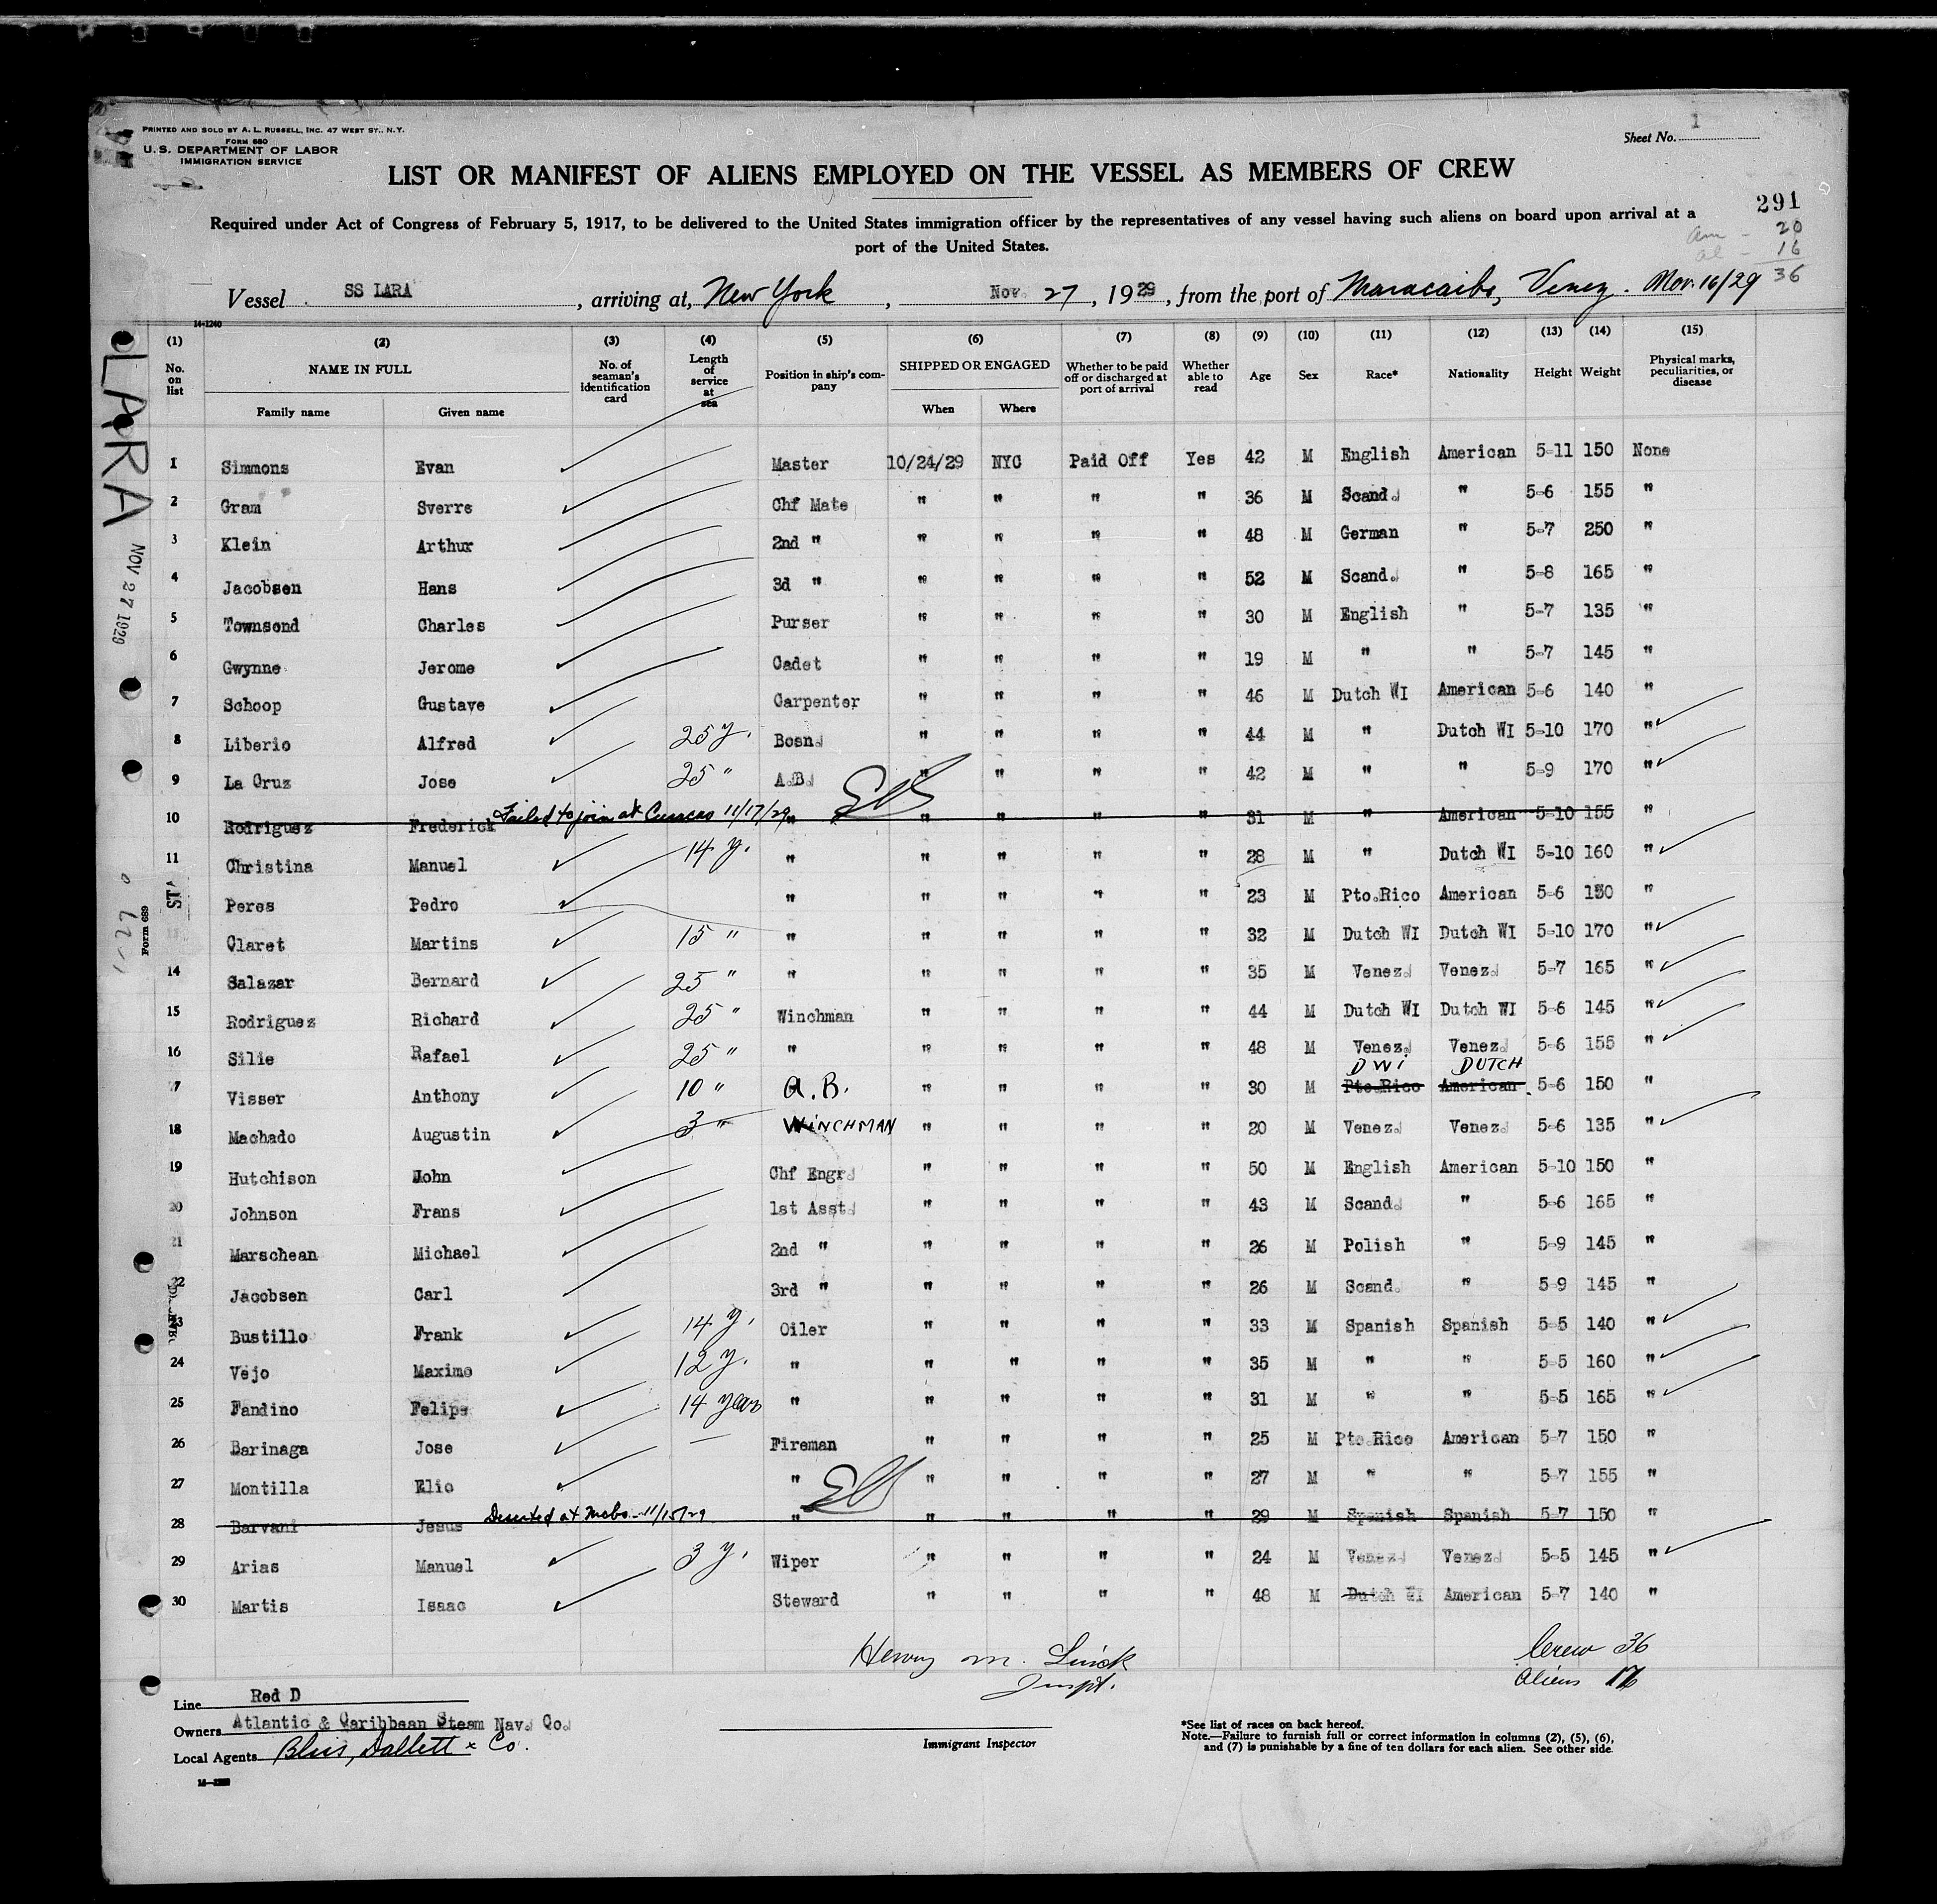 PRINTED AND SOLD BY A. L. RUSSELL, INC. 47 WEST ST., N.Y.
FORM 680
U. S. DEPARTMENT OF LABOR
IMMIGRATION SERVICE
Sheet No. 1
LIST OR MANIFEST OF ALIENS EMPLOYED ON THE VESSEL AS MEMBERS OF CREW
291
Required under Act of Congress of February 5, 1917, to be delivered to the United States immigration officer by the representatives of any vessel having such aliens on board upon arrival at a
port of the United States.
am - 20
al - 16
36
Vessel SS LARA, arriving at, New York, Nov. 27, 1929, from the port of Maracaibo, Venez. Nov. 16/29
14-1240
(1) (2) (3) (4) (5) (6) (7) (8) (9) (10) (11) (12) (13) (14) (15)
No. on list NAME IN FULL No. of seaman's identification card Length of service at sea Position in ship's company SHIPPED OR ENGAGED Whether to be paid off or discharged at port of arrival Whether able to read Age Sex Race* Nationality Height Weight Physical marks, peculiarities, or disease
Family name Given name When Where
1 Simmons Evan Master 10/24/29 NYC Paid Off Yes 42 M English American 5-11 150 None
2 Gram Sverre Chf Mate " " " " 36 M Scand. " 5-6 155 "
3 Klein Arthur 2nd " " " " " 48 M German " 5-7 250 "
4 Jacobsen Hans 3d " " " " " 52 M Scand. " 5-8 165 "
5 Townsend Charles Purser " " " " 30 M English " 5-7 135 "
6 Gwynne Jerome Cadet " " " " 19 M " " 5-7 145 "
7 Schoop Gustave Carpenter " " " " 46 M Dutch WI American 5-6 140 "
8 Liberio Alfred 25 y. Bosn. " " " " 44 M " Dutch WI 5-10 170 "
9 La Cruz Jose 25 " A.B. " " " " 42 M " " 5-9 170 "
10 Rodriguez Frederick Failed to join at Curacao 11/17/29 " " " " " 31 M " American 5-10 155 "
11 Christina Manuel 14 y. " " " " " 28 M " Dutch WI 5-10 160 "
Peres Pedro " " " " " 23 M Pto.Rico American 5-6 150 "
Claret Martins 15 " " " " " " 32 M Dutch WI Dutch WI 5-10 170 "
14 Salazar Bernard 25 " " " " " " 35 M Venez. Venez. 5-7 165 "
15 Rodriguez Richard 25 " Winchman " " " " 44 M Dutch WI Dutch WI 5-6 145 "
16 Silie Rafael 25 " " " " " " 48 M Venez. Venez. 5-6 155 "
DWI DUTCH
7 Visser Anthony 10 " A.B. " " " " 30 M Pto.Rico American 5-6 150 "
18 Machado Augustin 3 " WINCHMAN " " " " 20 M Venez. Venez. 5-6 135 "
19 Hutchison John Chf Engr. " " " " 50 M English American 5-10 150 "
20 Johnson Frans 1st Asst. " " " " 43 M Scand. " 5-6 165 "
21 Marschean Michael 2nd " " " " " 26 M Polish " 5-9 145 "
22 Jacobsen Carl 3rd " " " " " 26 M Scand. " 5-9 145 "
23 Bustillo Frank 14 y. Oiler " " " " 33 M Spanish Spanish 5-5 140 "
24 Vejo Maximo 12 y. " " " " " 35 M " " 5-5 160 "
25 Fandino Felipe 14 years " " " " " 31 M " " 5-5 165 "
26 Barinaga Jose — Fireman " " " " 25 M Pto.Rico American 5-7 150 "
27 Montilla Elio " " " " " 27 M " " 5-7 155 "
28 Barvani Jesus Deserted at Mcbo. 11/15/29 " " " " " 29 M Spanish Spanish 5-7 150 "
29 Arias Manuel 3 y. Wiper " " " " 24 M Venez. Venez. 5-5 145 "
30 Martis Isaac Steward " " " " 48 M Dutch WI American 5-7 140 "
Henry M. Linck
Inspt.
Crew 36
Aliens 16
Line Red D
Owners Atlantic & Caribbean Steam Nav. Co.
Local Agents Bliss, Dallett & Co.
Immigrant Inspector
*See list of races on back hereof.
Note.—Failure to furnish full or correct information in columns (2), (5), (6),
and (7) is punishable by a fine of ten dollars for each alien. See other side.
LARA
NOV 27 1929
Form 689